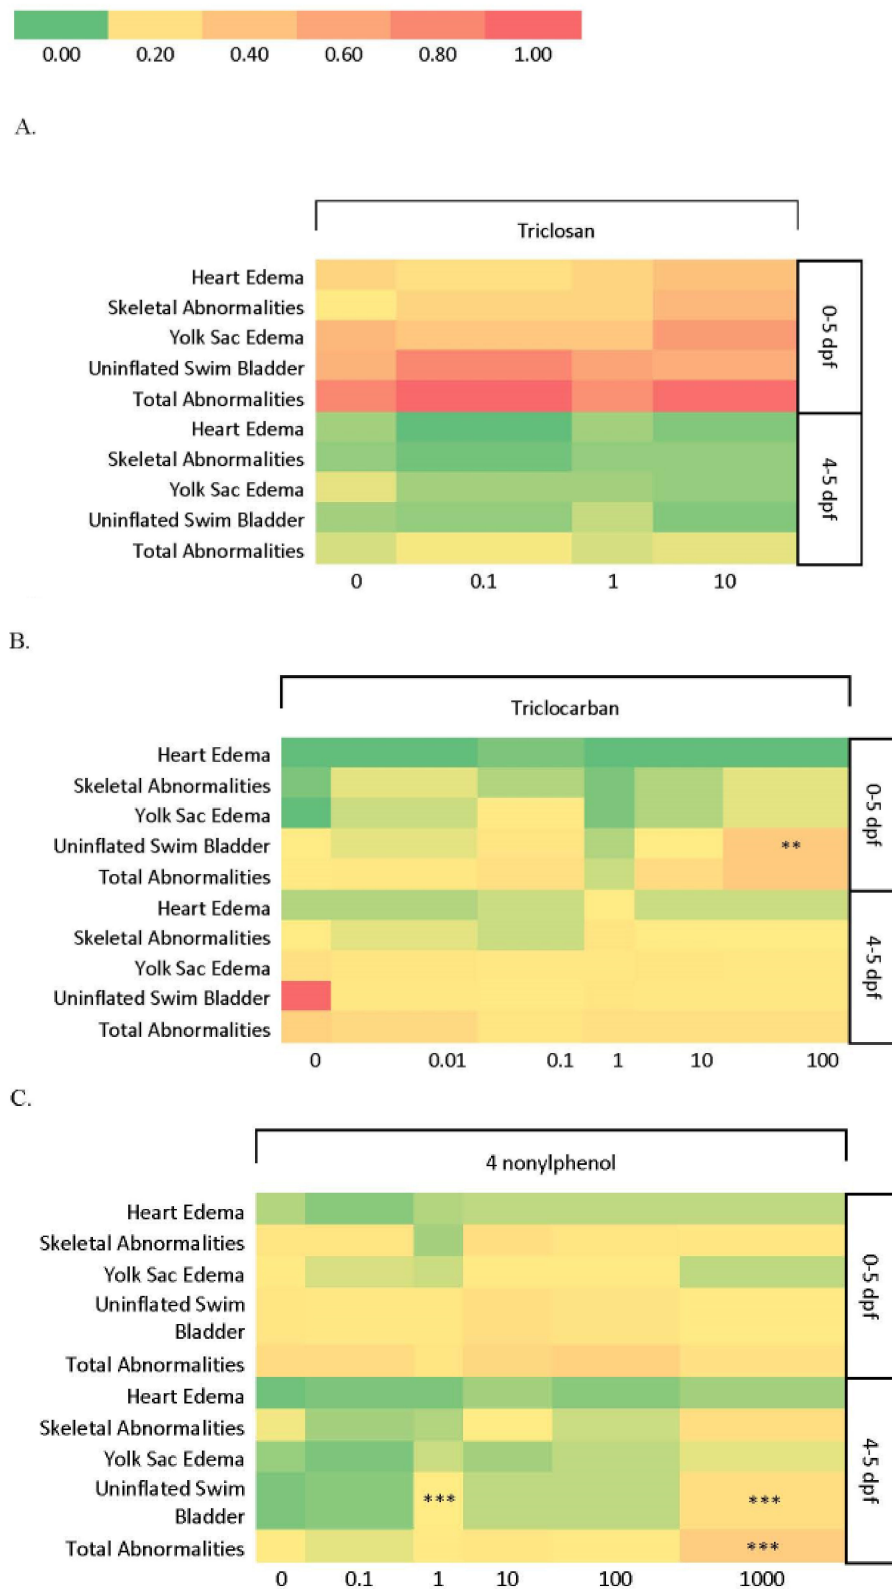 0.00 0.20 0.40 0.60 0.80 1.00
A.
Triclosan
Heart Edema
Skeletal Abnormalities
Yolk Sac Edema
Uninflated Swim Bladder
Total Abnormalities
0-5 dpf
Heart Edema
Skeletal Abnormalities
Yolk Sac Edema
Uninflated Swim Bladder
Total Abnormalities
4-5 dpf
0 0.1 1 10
B.
Triclocarban
Heart Edema
Skeletal Abnormalities
Yolk Sac Edema
Uninflated Swim Bladder **
Total Abnormalities
0-5 dpf
Heart Edema
Skeletal Abnormalities
Yolk Sac Edema
Uninflated Swim Bladder
Total Abnormalities
4-5 dpf
0 0.01 0.1 1 10 100
C.
4 nonylphenol
Heart Edema
Skeletal Abnormalities
Yolk Sac Edema
Uninflated Swim
Bladder
Total Abnormalities
0-5 dpf
Heart Edema
Skeletal Abnormalities
Yolk Sac Edema
Uninflated Swim
Bladder *** ***
Total Abnormalities ***
4-5 dpf
0 0.1 1 10 100 1000